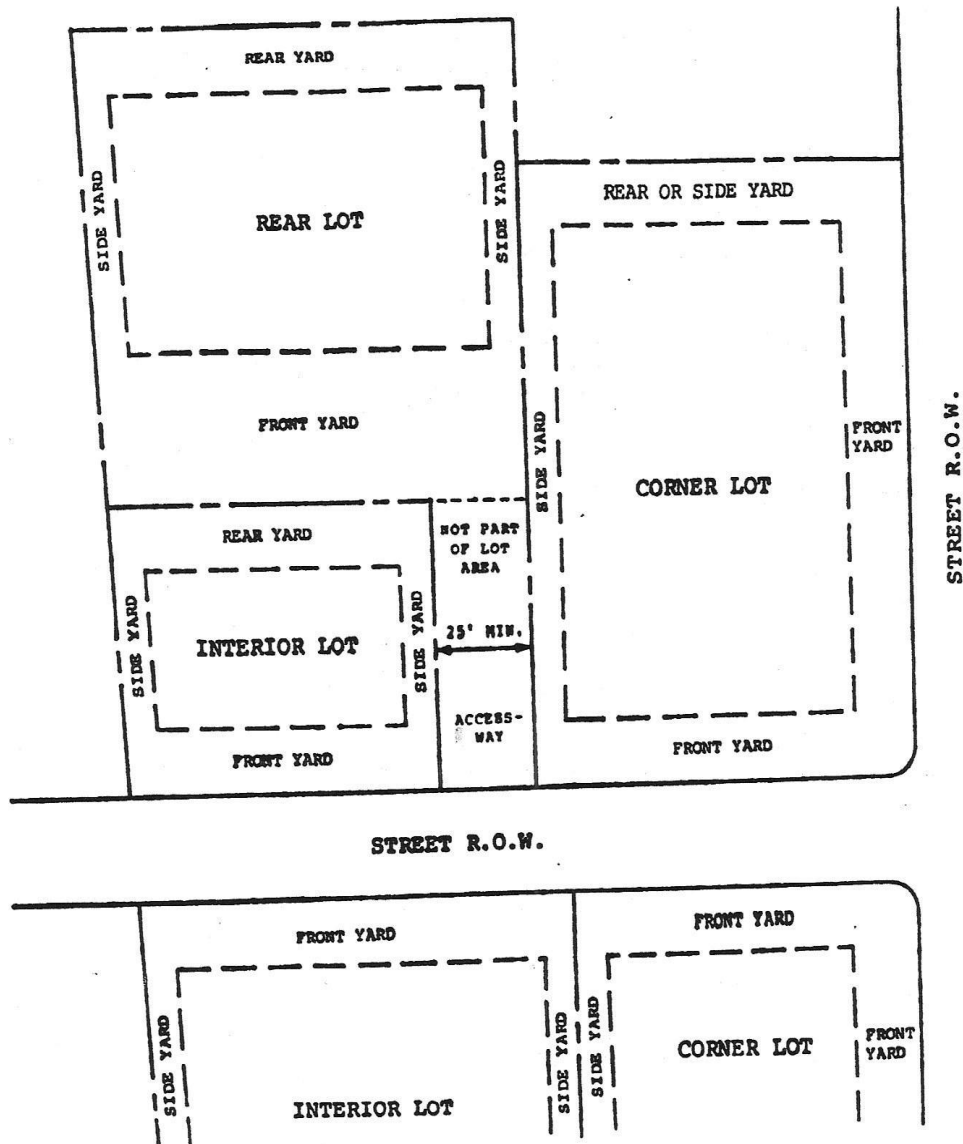 REAR YARD
SIDE YARD
REAR LOT
SIDE YARD
REAR OR SIDE YARD
FRONT YARD
SIDE YARD
CORNER LOT
FRONT
YARD
STREET R.O.W.
REAR YARD
NOT PART
OF LOT
AREA
SIDE YARD
INTERIOR LOT
SIDE YARD
25' MIN.
ACCESS-
WAY
FRONT YARD
FRONT YARD
STREET R.O.W.
FRONT YARD
FRONT YARD
SIDE YARD
INTERIOR LOT
SIDE YARD
SIDE YARD
CORNER LOT
FRONT
YARD